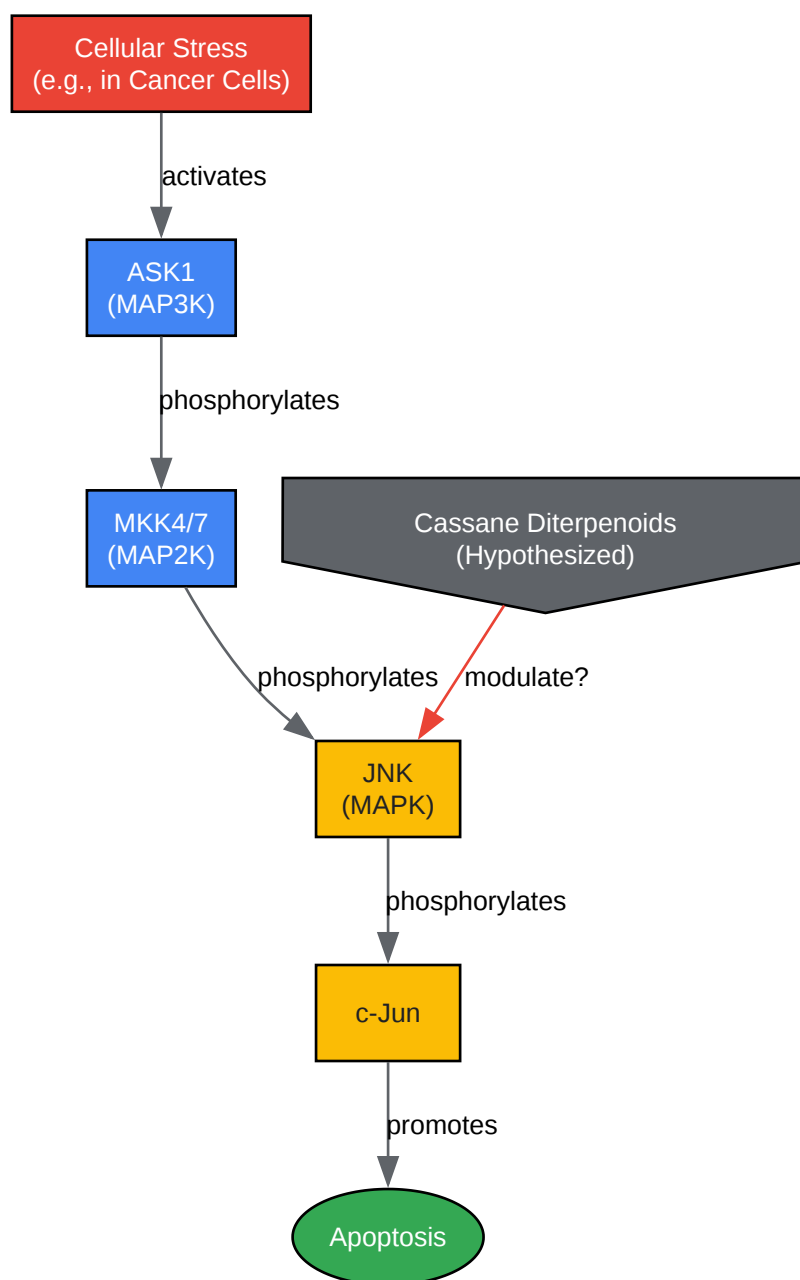 Cellular Stress
(e.g., in Cancer Cells)
activates
ASK1
(MAP3K)
phosphorylates
MKK4/7
(MAP2K)
Cassane Diterpenoids
(Hypothesized)
phosphorylates
modulate?
JNK
(MAPK)
phosphorylates
c-Jun
promotes
Apoptosis